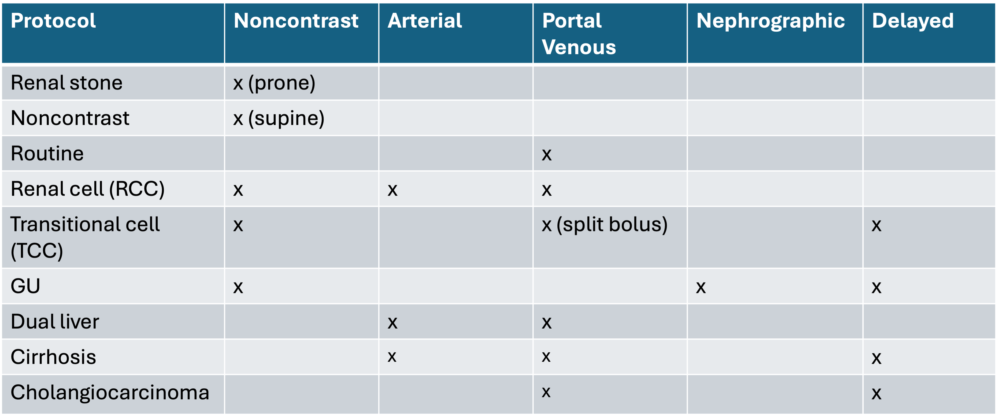 Protocol Noncontrast Arterial Portal Venous Nephrographic Delayed
Renal stone x (prone)
Noncontrast x (supine)
Routine x
Renal cell (RCC) x x x
Transitional cell (TCC) x x (split bolus) x
GU x x x
Dual liver x x
Cirrhosis x x x
Cholangiocarcinoma x x